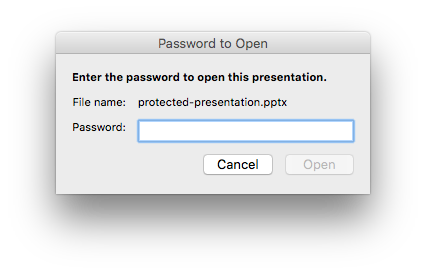 Password to Open
Enter the password to open this presentation.
File name: protected-presentation.pptx
Password:
Cancel Open